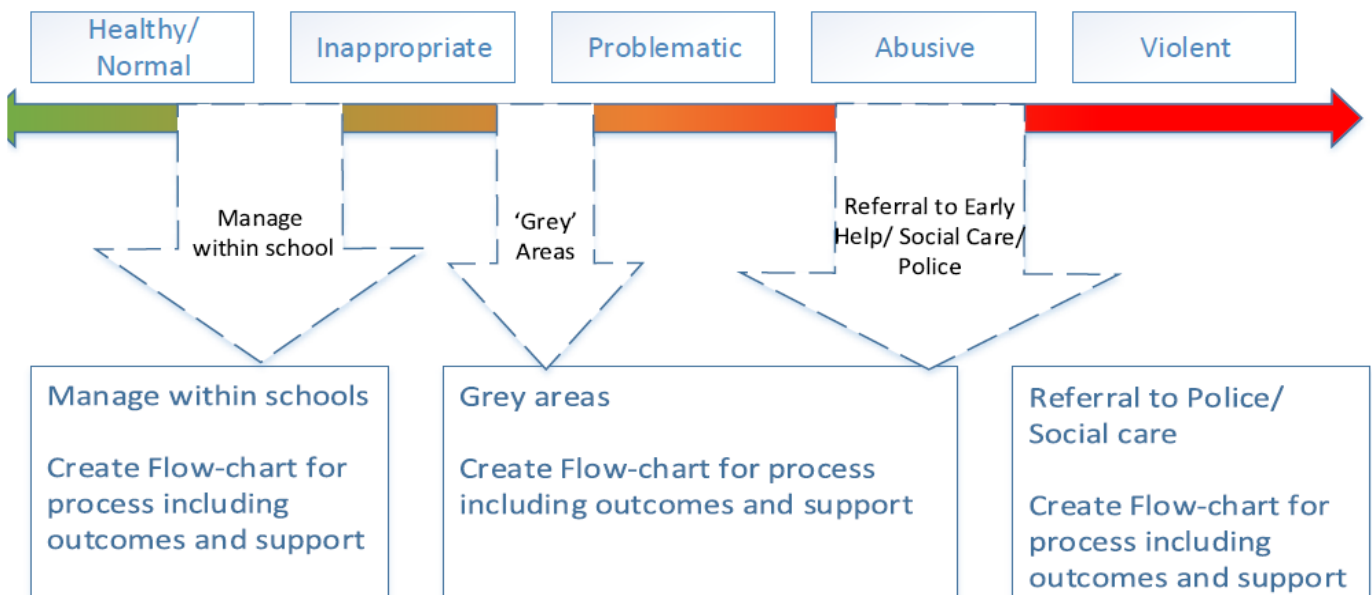 Healthy/
Normal
Inappropriate
Problematic
Abusive
Violent
Manage
within school
‘Grey’
Areas
Referral to Early
Help/ Social Care/
Police
Manage within schools
Create Flow-chart for
process including
outcomes and support
Grey areas
Create Flow-chart for process
including outcomes and support
Referral to Police/
Social care
Create Flow-chart for
process including
outcomes and support